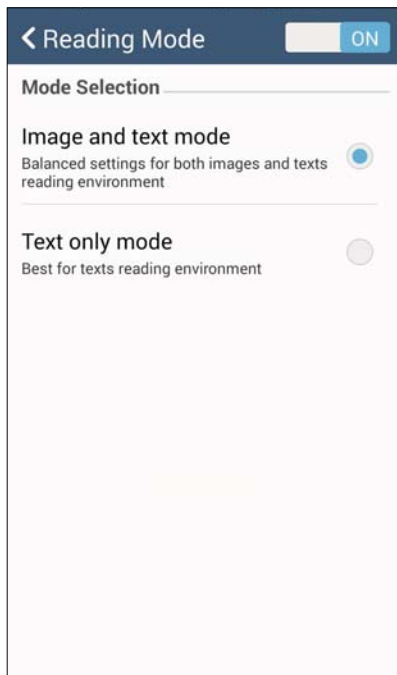 Reading Mode
ON
Mode Selection
Image and text mode
Balanced settings for both images and texts
reading environment
Text only mode
Best for texts reading environment